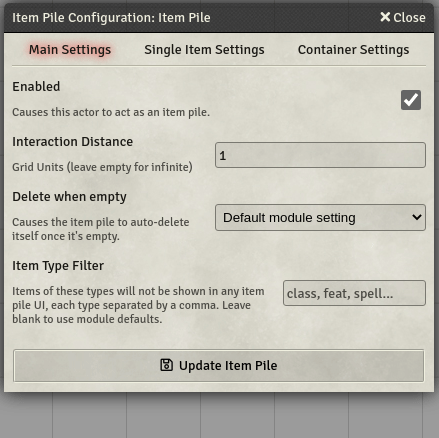 Item Pile Configuration: Item Pile
Close
Main Settings
Single Item Settings
Container Settings
Enabled
Causes this actor to act as an item pile.
Interaction Distance
Grid Units (leave empty for infinite)
1
Delete when empty
Causes the item pile to auto-delete
itself once it's empty.
Default module setting
Item Type Filter
Items of these types will not be shown in any item
pile UI, each type separated by a comma. Leave
blank to use module defaults.
class, feat, spell...
Update Item Pile